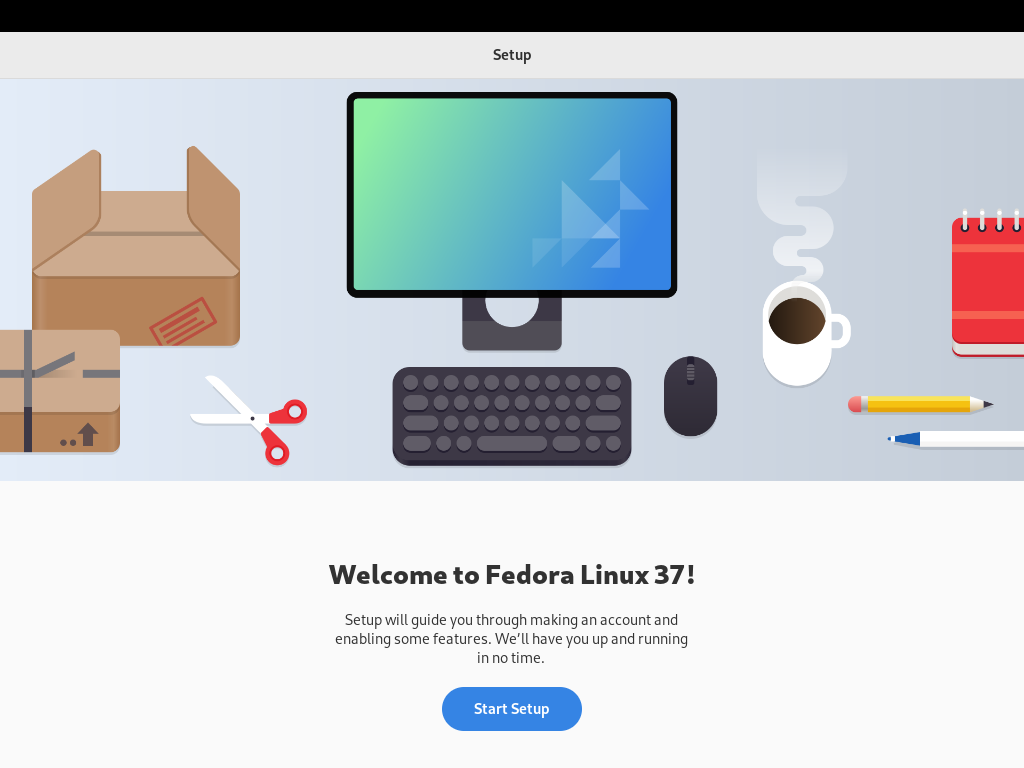 Setup
Welcome to Fedora Linux 37!
Setup will guide you through making an account and
enabling some features. We’ll have you up and running
in no time.
Start Setup